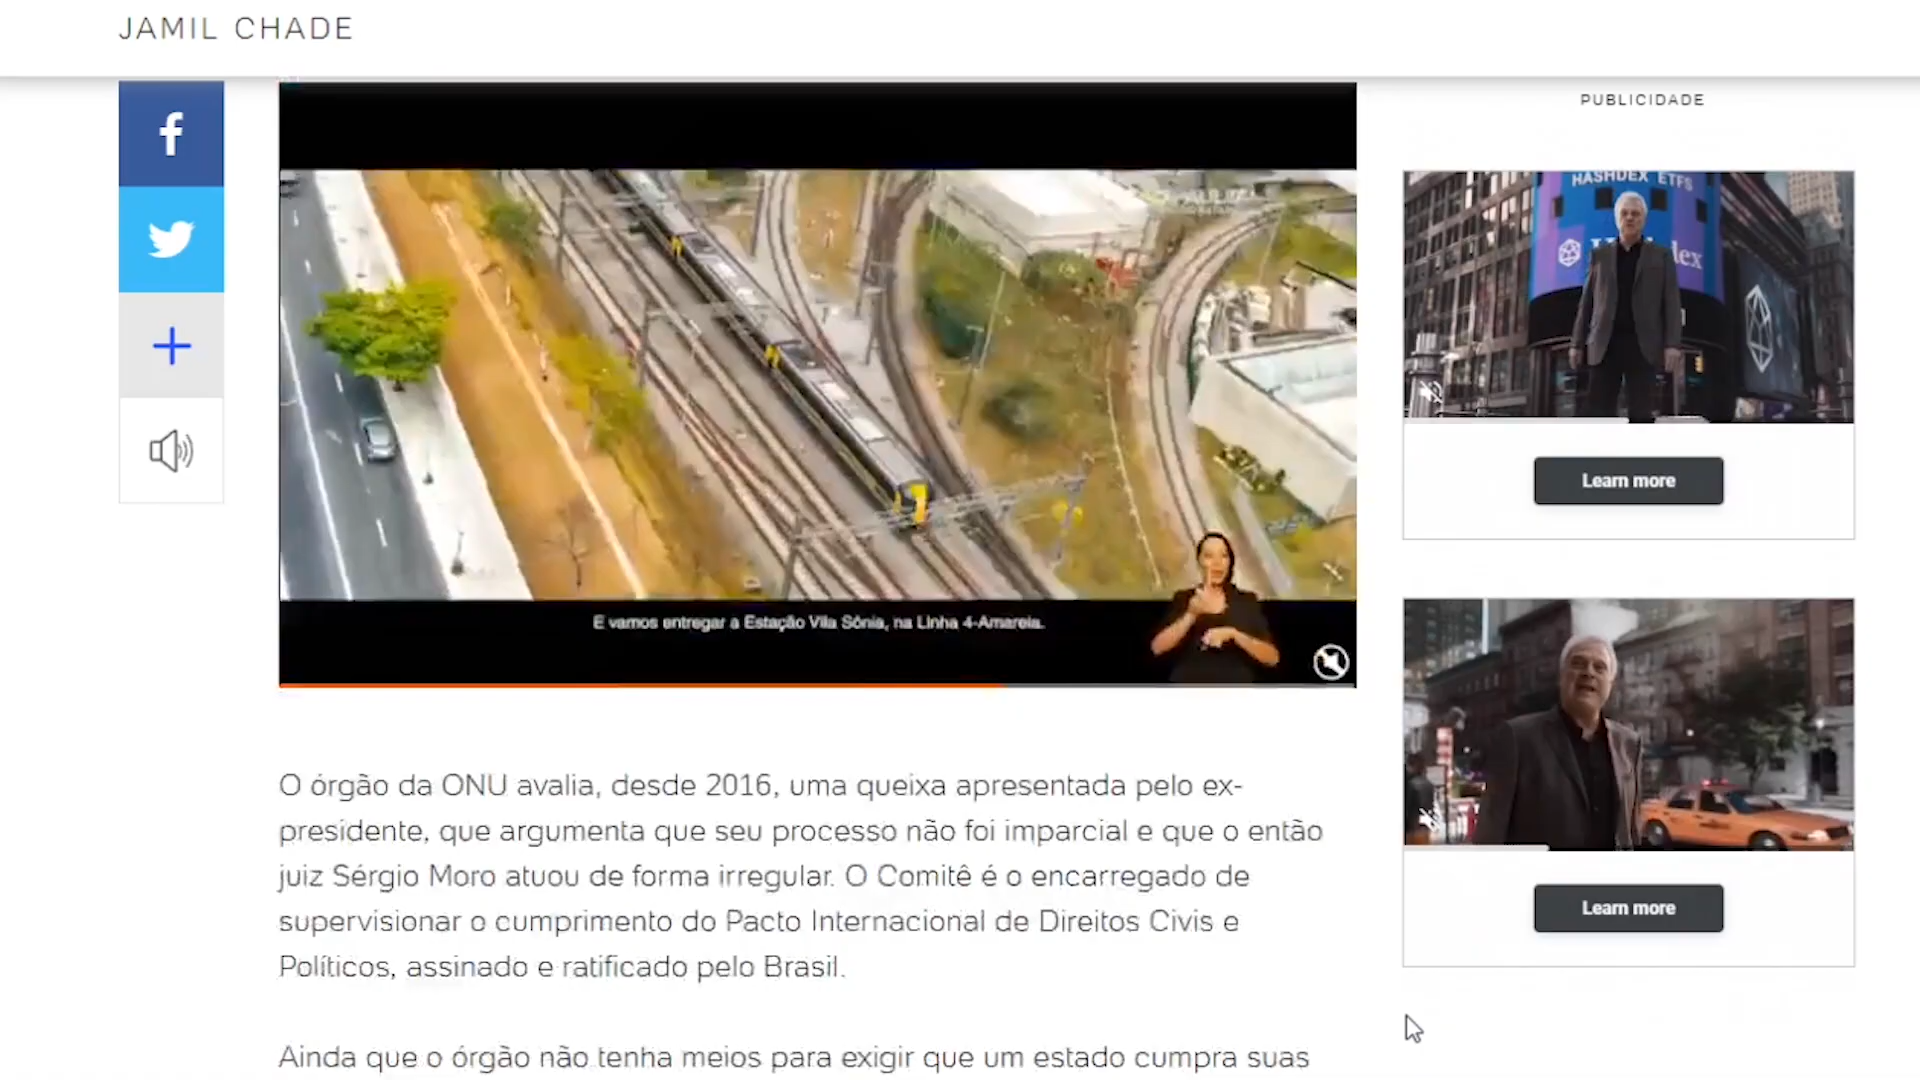 JAMIL CHADE
PUBLICIDADE
HASHDEX ETFS
E vamos entregar a Estação Vila Sônia, na Linha 4-Amarela.
Learn more
Learn more
O órgão da ONU avalia, desde 2016, uma queixa apresentada pelo ex-
presidente, que argumenta que seu processo não foi imparcial e que o então
juiz Sérgio Moro atuou de forma irregular. O Comitê é o encarregado de
supervisionar o cumprimento do Pacto Internacional de Direitos Civis e
Políticos, assinado e ratificado pelo Brasil.
Ainda que o órgão não tenha meios para exigir que um estado cumpra suas